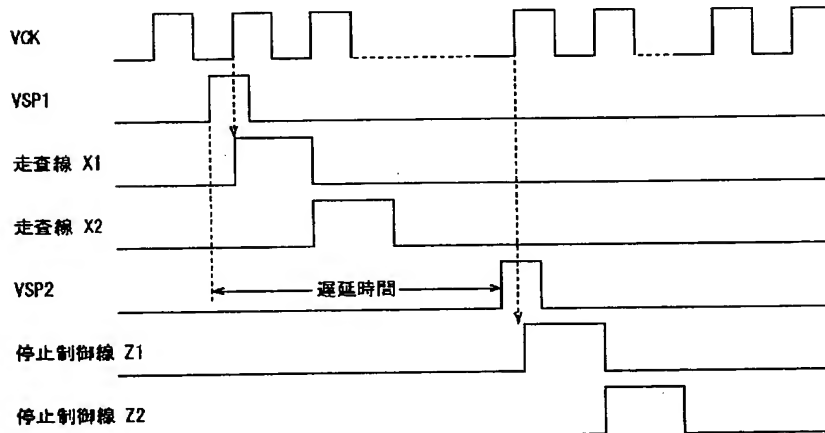 VCK
VSP1
走査線 X1
走査線 X2
VSP2
遅延時間
停止制御線 Z1
停止制御線 Z2